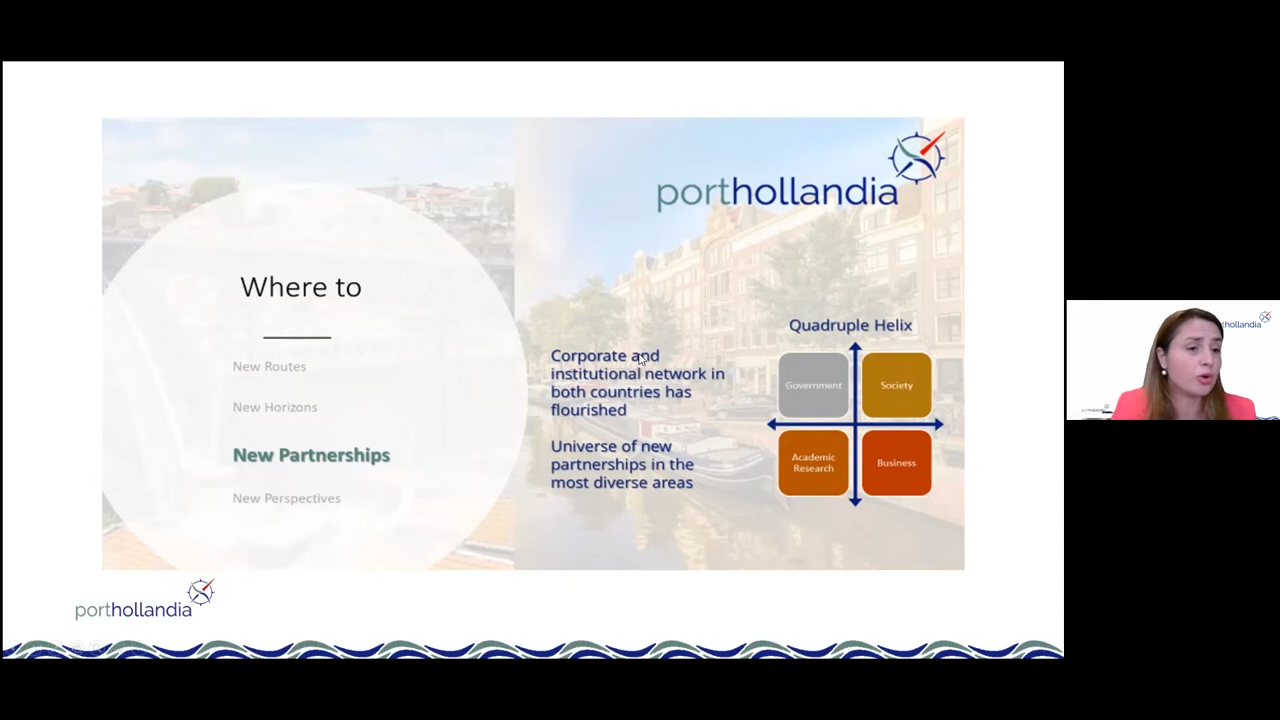 porthollandia
Where to
New Routes
New Horizons
New Partnerships
New Perspectives
Corporate and
institutional network in
both countries has
flourished
Universe of new
partnerships in the
most diverse areas
Quadruple Helix
Government
Society
Academic
Research
Business
porthollandia
hollandia